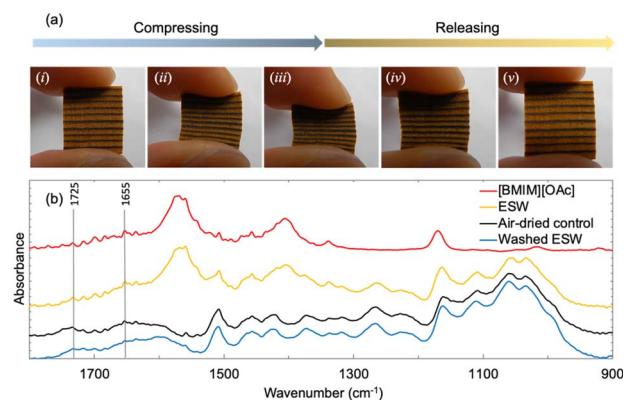 (a)
Compressing
Releasing
(i)
(ii)
(iii)
(iv)
(v)
(b)
1725
1655
[BMIM][OAc]
ESW
Air-dried control
Washed ESW
Absorbance
1700
1500
1300
1100
900
Wavenumber (cm-1)